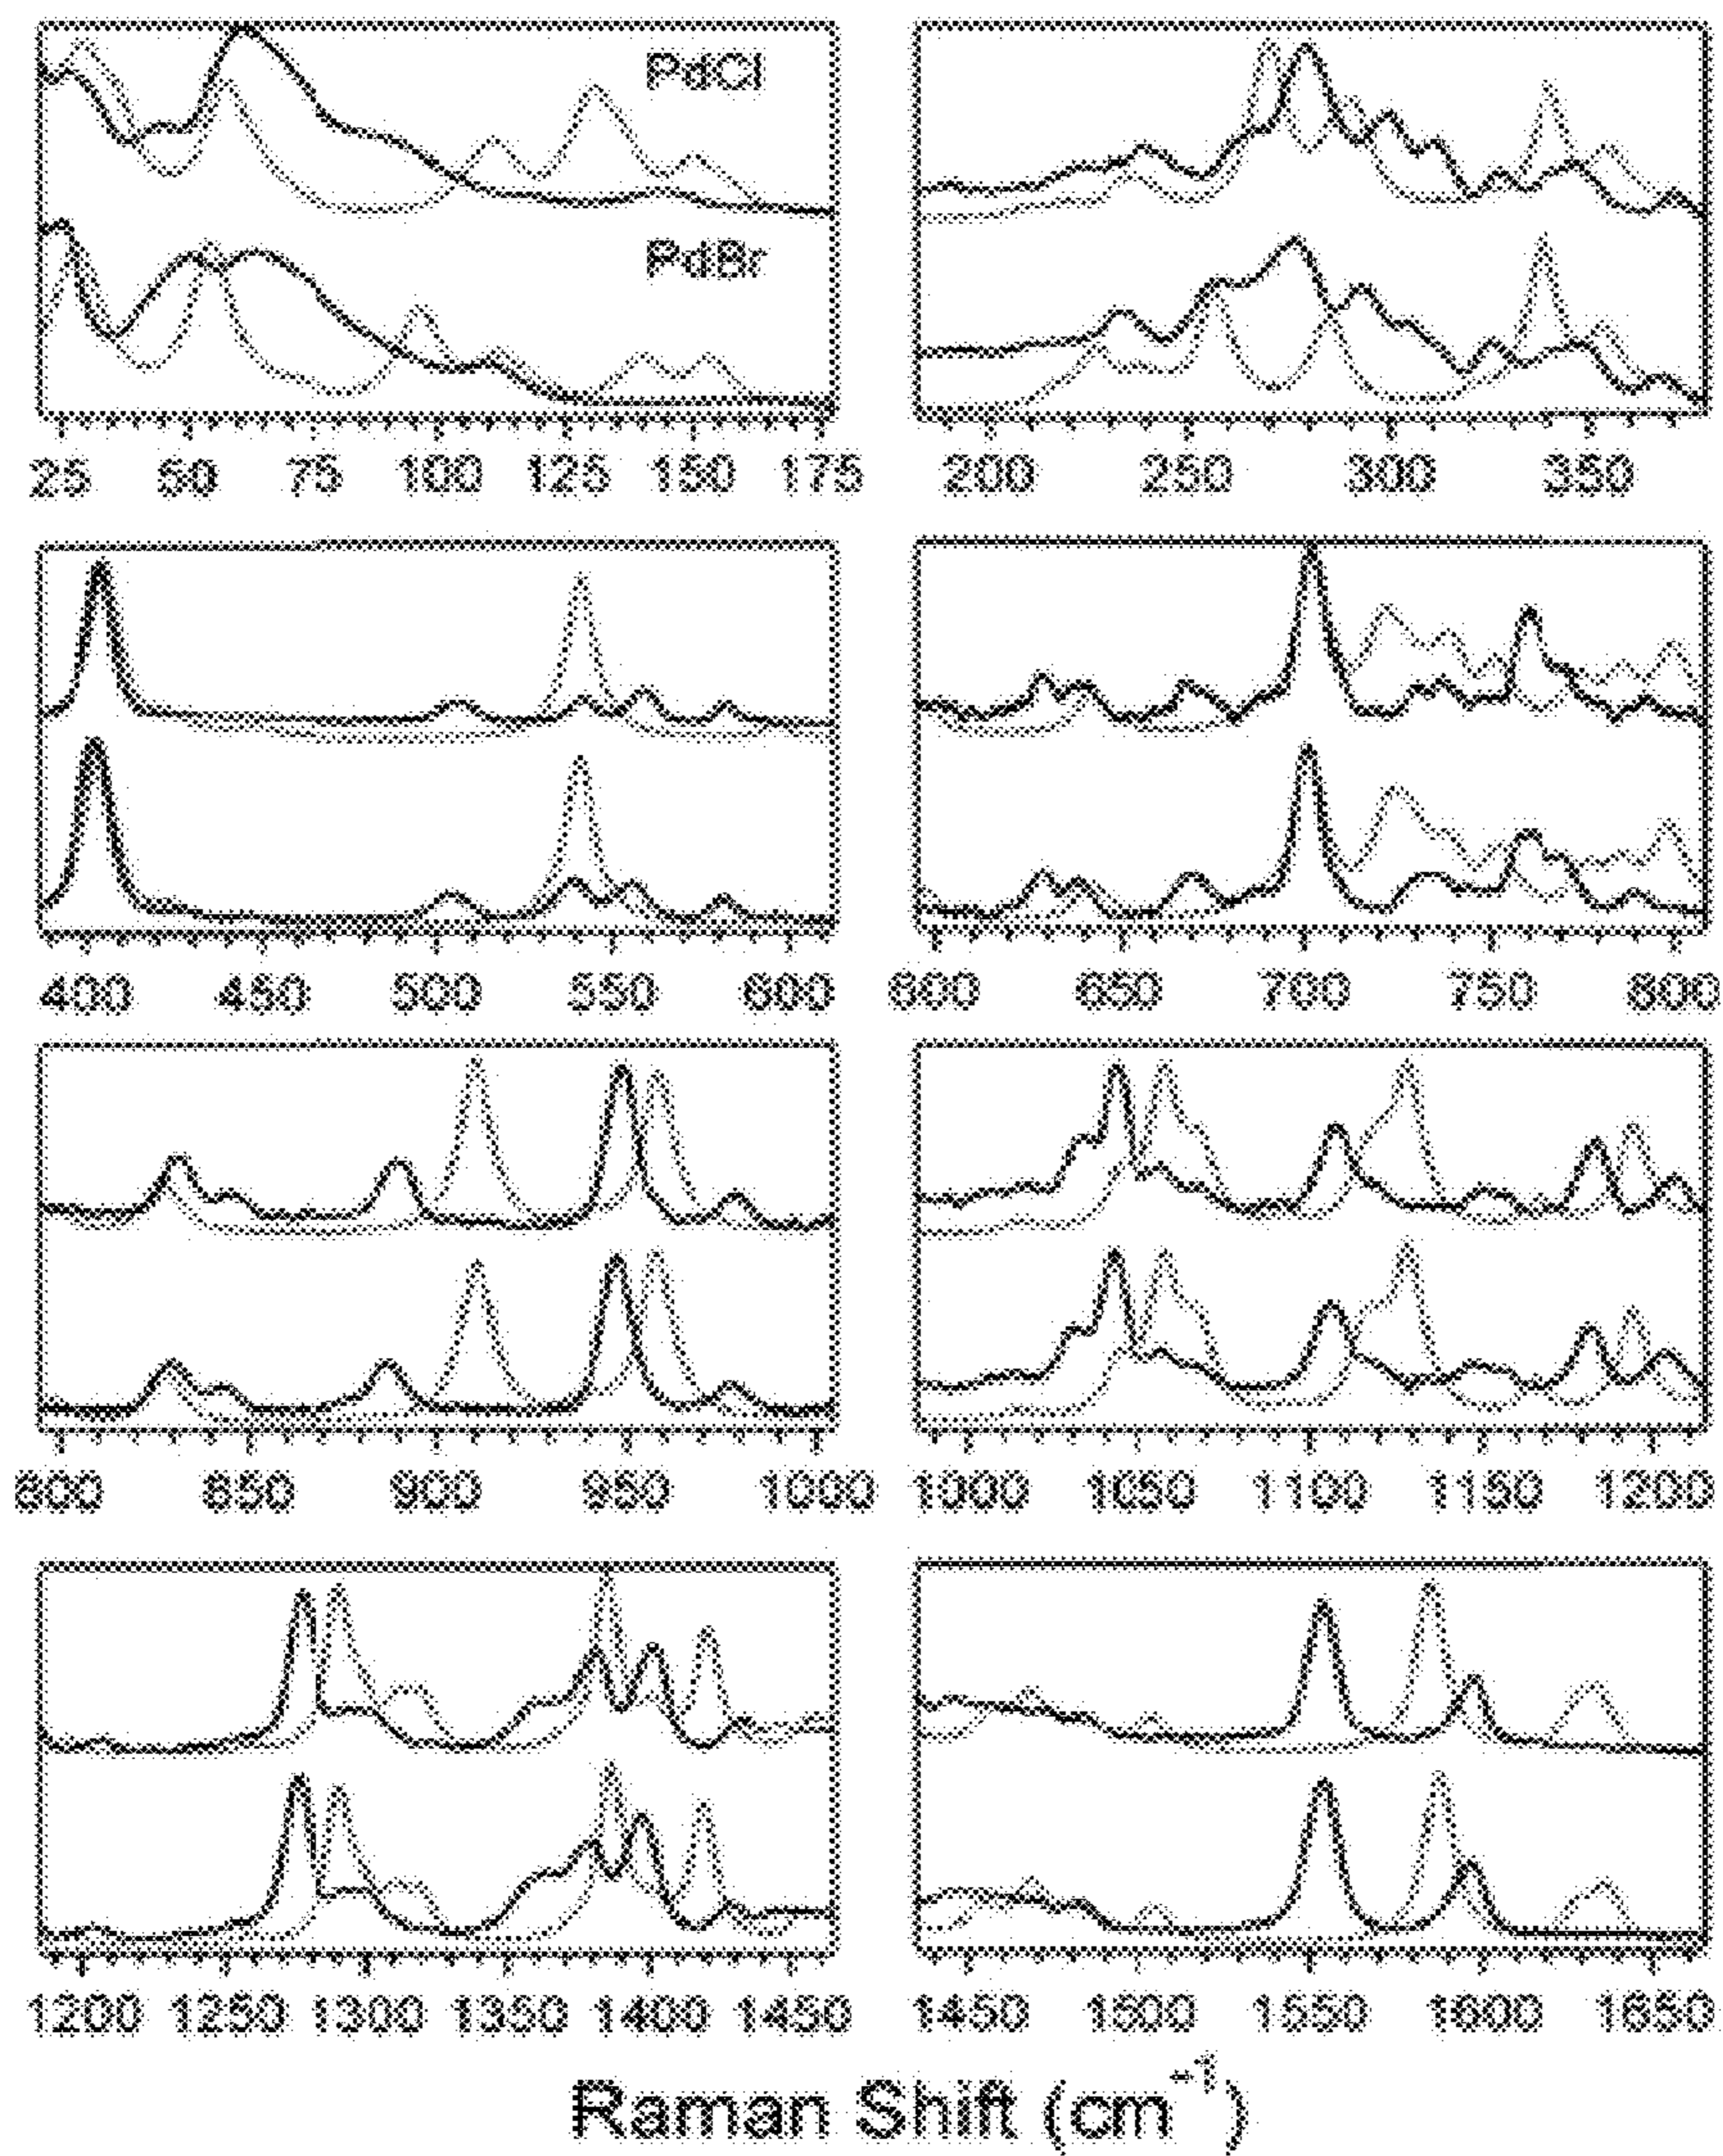 PdCl
PdBr
25 50 75 100 125 150 175
200 250 300 350
400 450 500 550 600
600 650 700 750 800
800 850 900 950 1000
1000 1050 1100 1150 1200
1200 1250 1300 1350 1400 1450
1450 1500 1550 1600 1650
Raman Shift (cm⁻¹)